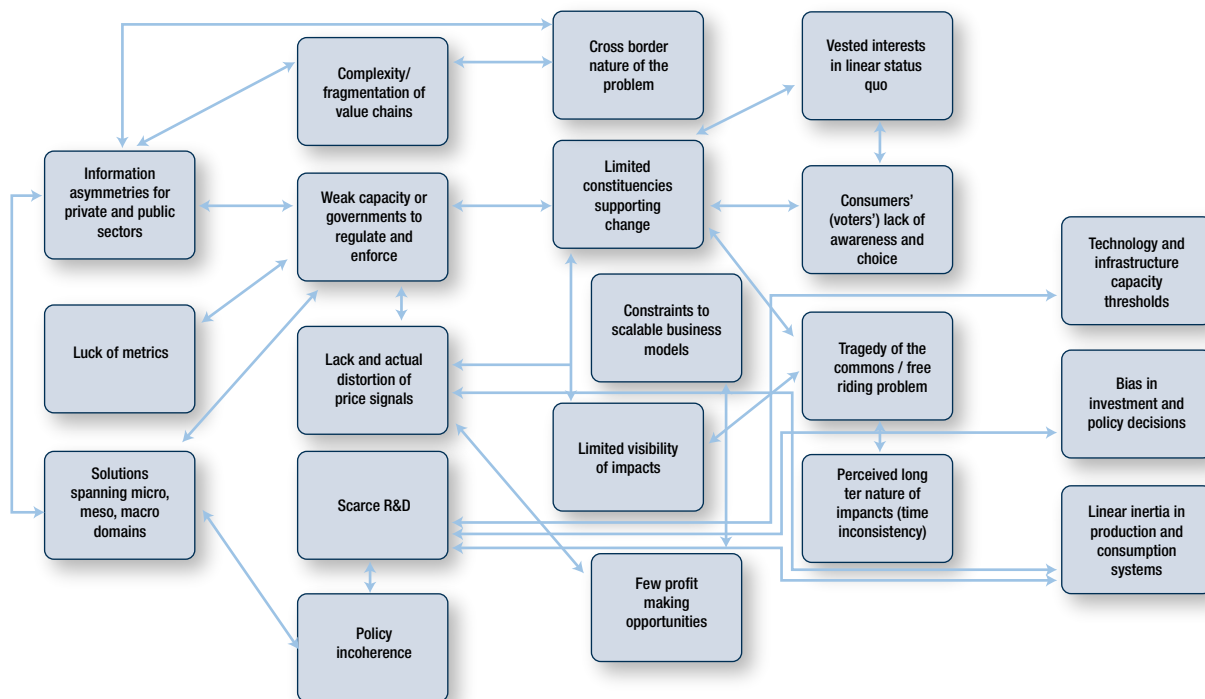 Cross border
nature of the
problem
Vested interests
in linear status
quo
Complexity/
fragmentation of
value chains
Information
asymmetries for
private and public
sectors
Weak capacity or
governments to
regulate and
enforce
Limited
constituencies
supporting
change
Consumers’
(voters’) lack of
awareness and
choice
Technology and
infrastructure
capacity
thresholds
Luck of metrics
Lack and actual
distortion of
price signals
Constraints to
scalable business
models
Tragedy of the
commons / free
riding problem
Bias in
investment and
policy decisions
Solutions
spanning micro,
meso, macro
domains
Scarce R&D
Limited visibility
of impacts
Perceived long
ter nature of
impancts (time
inconsistency)
Linear inertia in
production and
consumption
systems
Policy
incoherence
Few profit
making
opportunities